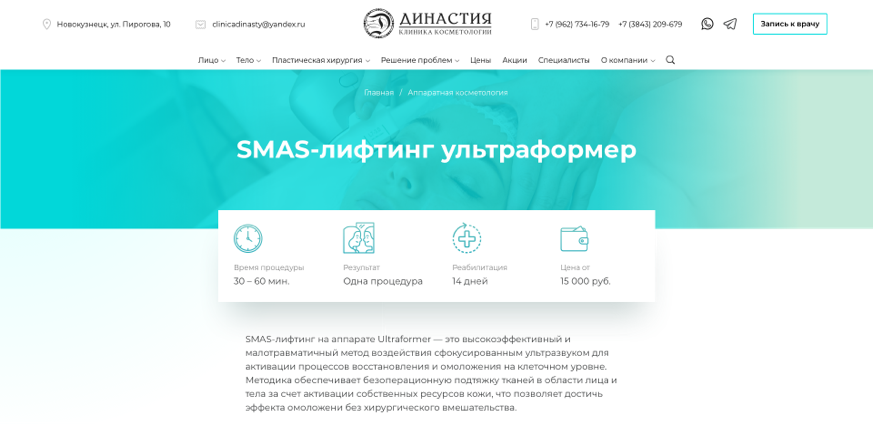 Новокузнецк, ул. Пирогова, 10
clinicadinasty@yandex.ru
ДИНАСТИЯ
КЛИНИКА КОСМЕТОЛОГИИ
+7 (962) 734-16-79 +7 (3843) 209-679
Запись к врачу
Лицо Тело Пластическая хирургия Решение проблем Цены Акции Специалисты О компании
Главная / Аппаратная косметология
SMAS-лифтинг ультраформер
Время процедуры
30 – 60 мин.
Результат
Одна процедура
Реабилитация
14 дней
Цена от
15 000 руб.
SMAS-лифтинг на аппарате Ultraformer — это высокоэффективный и
малотравматичный метод воздействия сфокусированным ультразвуком для
активации процессов восстановления и омоложения на клеточном уровне.
Методика обеспечивает безоперационную подтяжку тканей в области лица и
тела за счет активации собственных ресурсов кожи, что позволяет достичь
эффекта омоложени без хирургического вмешательства.